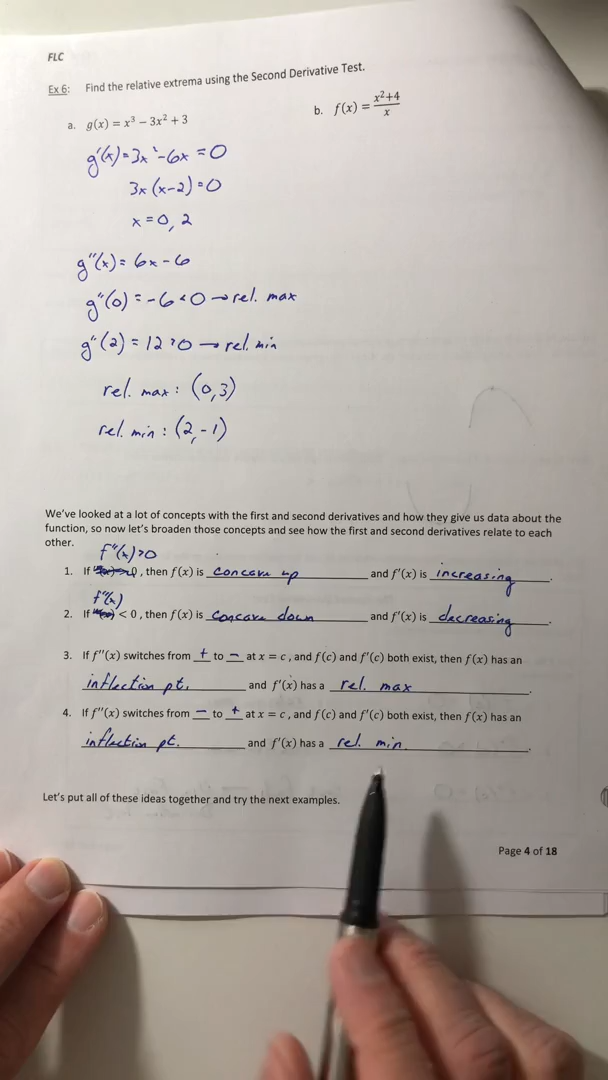 FLC
Ex 6: Find the relative extrema using the Second Derivative Test.
a. g(x) = x³ − 3x² + 3
b. f(x) = (x²+4)/x
g'(x) = 3x² - 6x = 0
3x (x-2) = 0
x = 0, 2
g"(x) = 6x - 6
g"(0) = -6 < 0 → rel. max
g"(2) = 12 > 0 → rel. min
rel. max : (0,3)
rel. min : (2,-1)
We've looked at a lot of concepts with the first and second derivatives and how they give us data about the
function, so now let's broaden those concepts and see how the first and second derivatives relate to each
other.
f"(x) > 0
1. If , then f(x) is concave up and f'(x) is increasing.
f"(x)
2. If < 0 , then f(x) is concave down and f'(x) is decreasing.
3. If f''(x) switches from + to − at x = c , and f(c) and f'(c) both exist, then f(x) has an
inflection pt. and f'(x) has a rel. max.
4. If f''(x) switches from − to + at x = c , and f(c) and f'(c) both exist, then f(x) has an
inflection pt. and f'(x) has a rel. min.
Let's put all of these ideas together and try the next examples.
Page 4 of 18